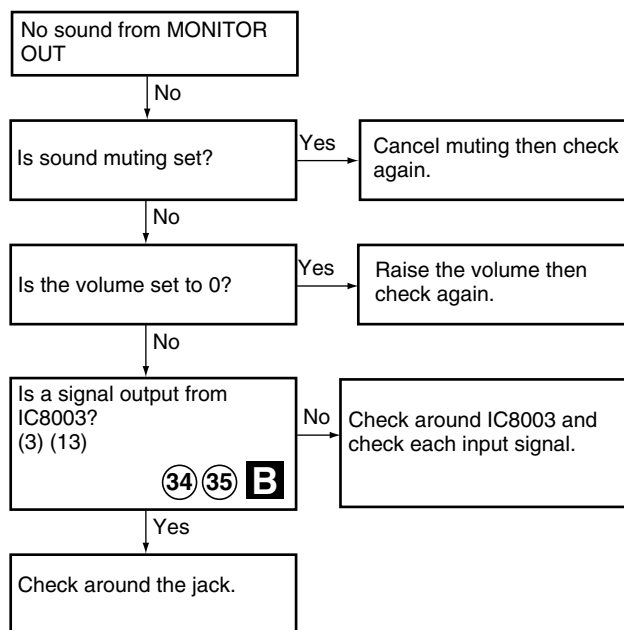 No sound from MONITOR
OUT
No
Is sound muting set?
Yes
Cancel muting then check
again.
No
Is the volume set to 0?
Yes
Raise the volume then
check again.
No
Is a signal output from
IC8003?
(3) (13)
34 35 B
No
Check around IC8003 and
check each input signal.
Yes
Check around the jack.